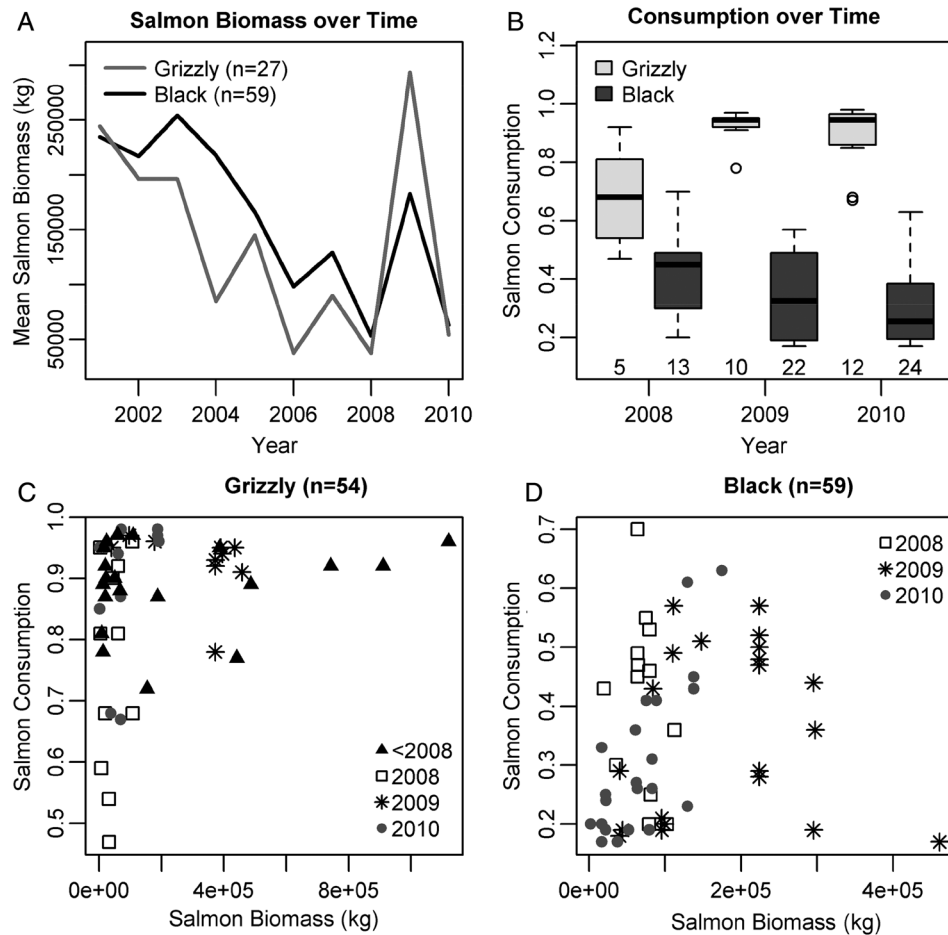 A
Salmon Biomass over Time
Mean Salmon Biomass (kg)
50000
150000
250000
Grizzly (n=27)
Black (n=59)
2002 2004 2006 2008 2010
Year
B
Consumption over Time
Salmon Consumption
1.2
1.0
0.8
0.6
0.4
0.2
Grizzly
Black
5 13 10 22 12 24
2008 2009 2010
Year
C
Grizzly (n=54)
Salmon Consumption
1.0
0.9
0.8
0.7
0.6
0.5
<2008
2008
2009
2010
0e+00 4e+05 8e+05
Salmon Biomass (kg)
D
Black (n=59)
Salmon Consumption
0.7
0.6
0.5
0.4
0.3
0.2
2008
2009
2010
0e+00 2e+05 4e+05
Salmon Biomass (kg)